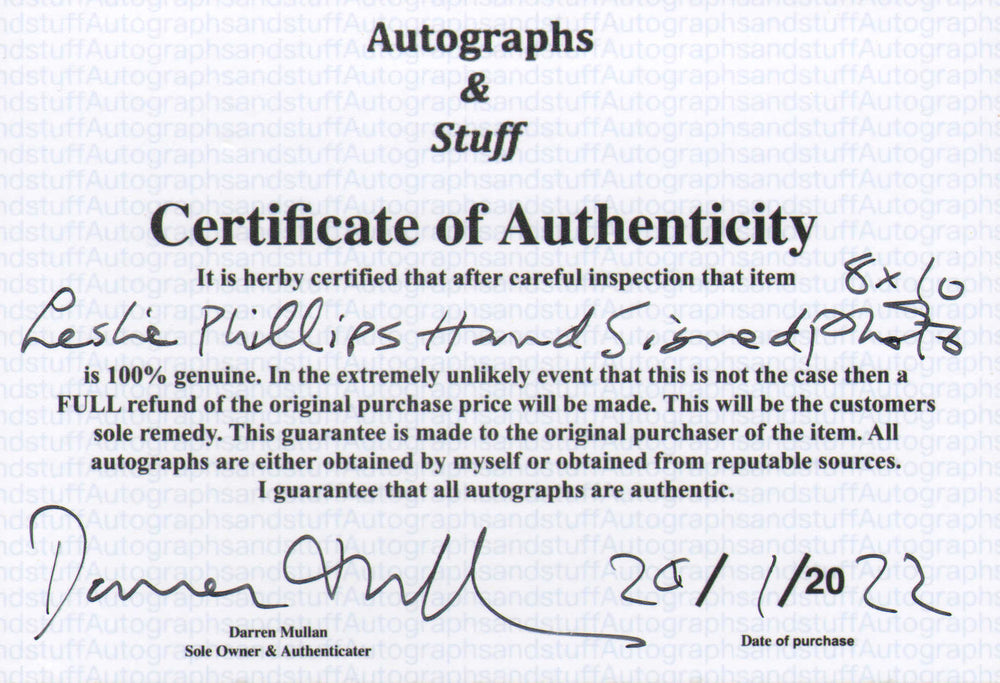 Autographs
&
Stuff
Certificate of Authenticity
It is herby certified that after careful inspection that item 8x10
Leslie Phillips Hand Signed photo
is 100% genuine. In the extremely unlikely event that this is not the case then a
FULL refund of the original purchase price will be made. This will be the customers
sole remedy. This guarantee is made to the original purchaser of the item. All
autographs are either obtained by myself or obtained from reputable sources.
I guarantee that all autographs are authentic.
28/1/2022
Darren Mullan
Sole Owner & Authenticater
Date of purchase